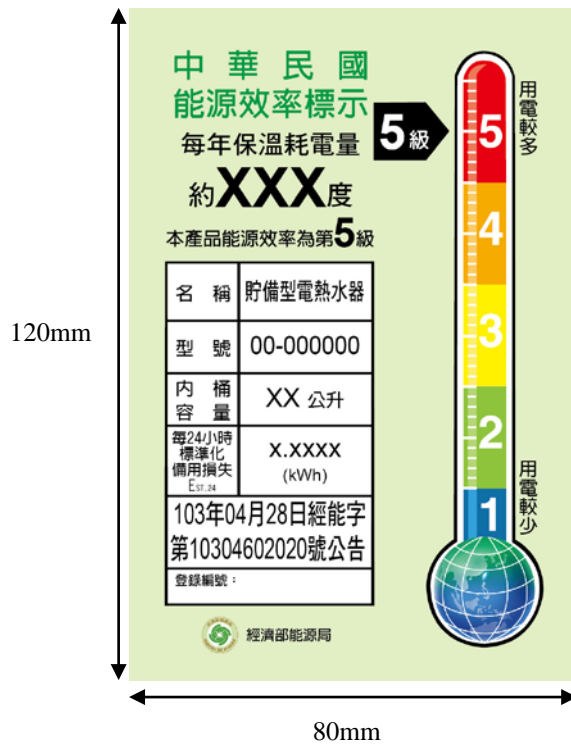 中華民國
能源效率標示
每年保溫耗電量
約XXX度
本產品能源效率為第5級
名稱
貯備型電熱水器
型號
00-000000
內桶
容量
XX 公升
每24小時
標準化
備用損失
EST.24
X.XXXX
(kWh)
103年04月28日經能字
第10304602020號公告
登錄編號：
經濟部能源局
5級
用電較多
5
4
3
2
1
用電較少
120mm
80mm